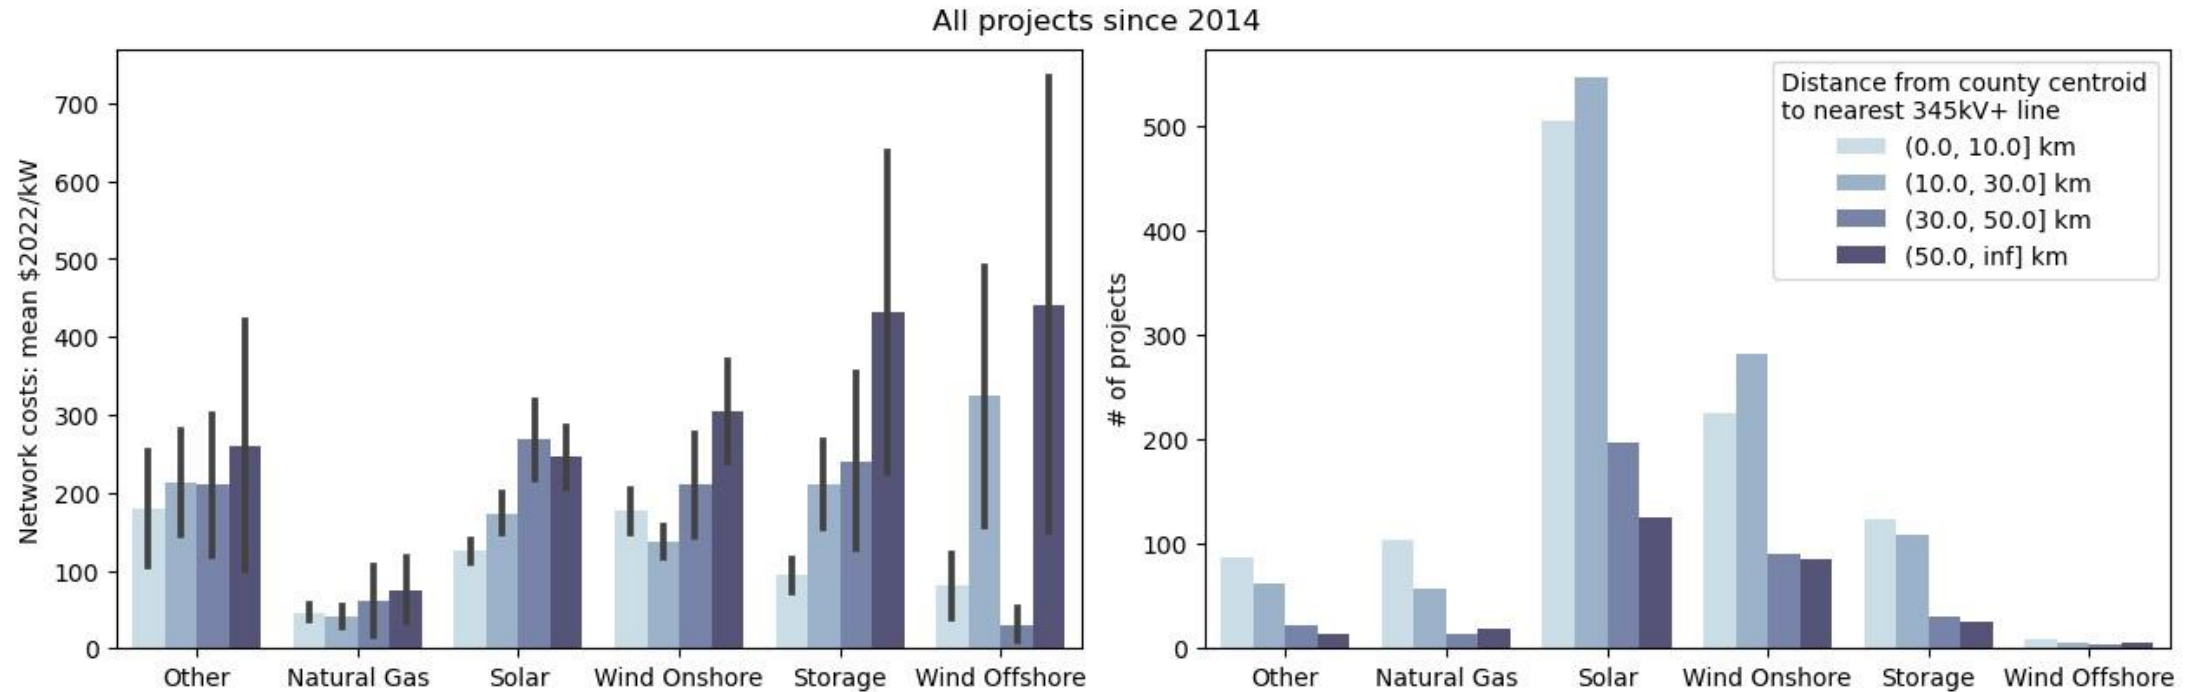 All projects since 2014
Network costs: mean $2022/kW
700
600
500
400
300
200
100
0
Other
Natural Gas
Solar
Wind Onshore
Storage
Wind Offshore
# of projects
500
400
300
200
100
0
Distance from county centroid
to nearest 345kV+ line
(0.0, 10.0] km
(10.0, 30.0] km
(30.0, 50.0] km
(50.0, inf] km
Other
Natural Gas
Solar
Wind Onshore
Storage
Wind Offshore